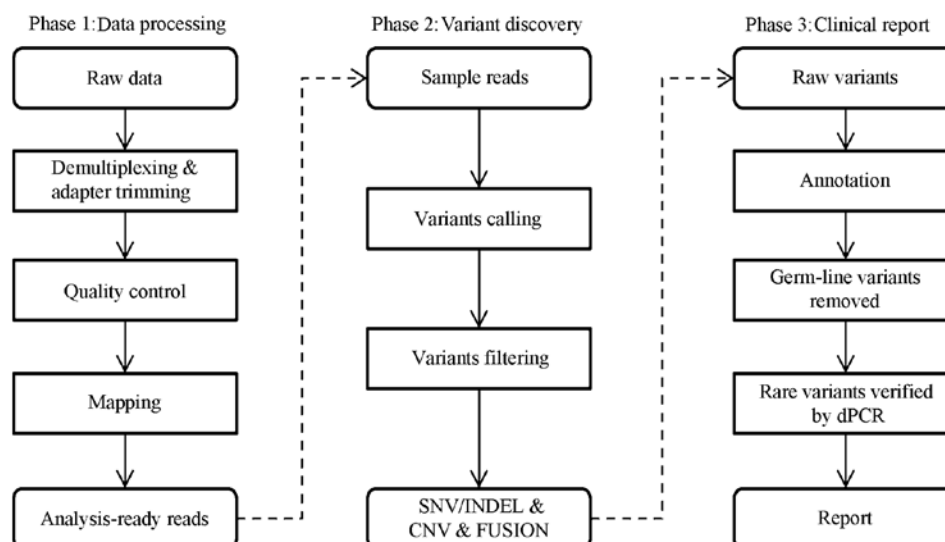 Phase 1:Data processing
Raw data
Demultiplexing &
adapter trimming
Quality control
Mapping
Analysis-ready reads
Phase 2:Variant discovery
Sample reads
Variants calling
Variants filtering
SNV/INDEL &
CNV & FUSION
Phase 3:Clinical report
Raw variants
Annotation
Germ-line variants
removed
Rare variants verified
by dPCR
Report